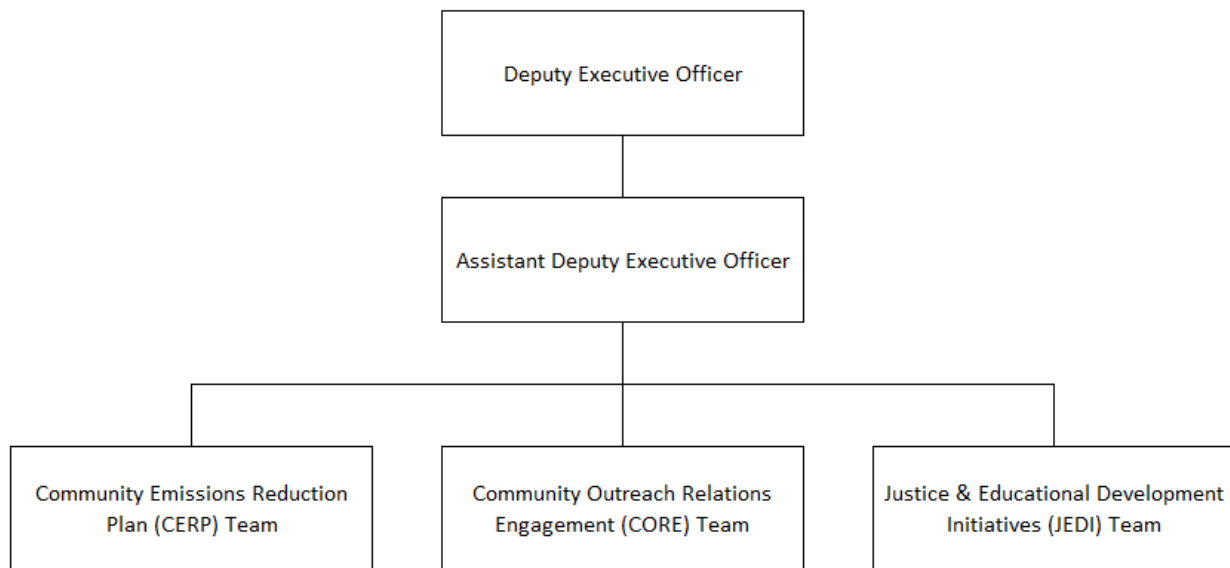 Deputy Executive Officer
Assistant Deputy Executive Officer
Community Emissions Reduction
Plan (CERP) Team
Community Outreach Relations
Engagement (CORE) Team
Justice & Educational Development
Initiatives (JEDI) Team